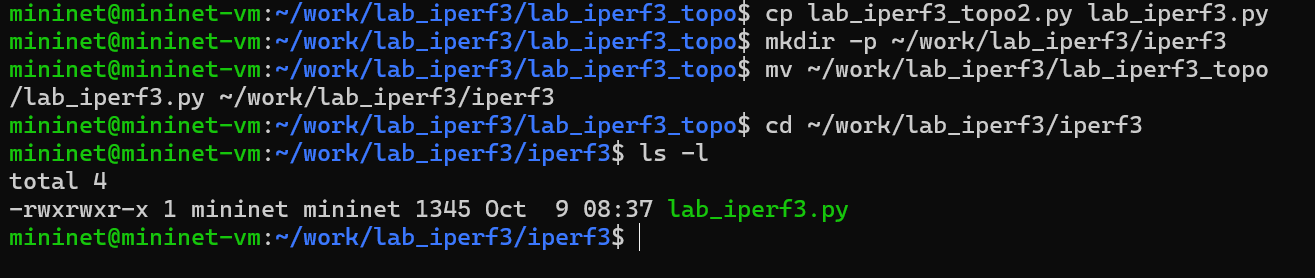 mininet@mininet-vm:~/work/lab_iperf3/lab_iperf3_topo$ cp lab_iperf3_topo2.py lab_iperf3.py
mininet@mininet-vm:~/work/lab_iperf3/lab_iperf3_topo$ mkdir -p ~/work/lab_iperf3/iperf3
mininet@mininet-vm:~/work/lab_iperf3/lab_iperf3_topo$ mv ~/work/lab_iperf3/lab_iperf3_topo
/lab_iperf3.py ~/work/lab_iperf3/iperf3
mininet@mininet-vm:~/work/lab_iperf3/lab_iperf3_topo$ cd ~/work/lab_iperf3/iperf3
mininet@mininet-vm:~/work/lab_iperf3/iperf3$ ls -l
total 4
-rwxrwxr-x 1 mininet mininet 1345 Oct  9 08:37 lab_iperf3.py
mininet@mininet-vm:~/work/lab_iperf3/iperf3$